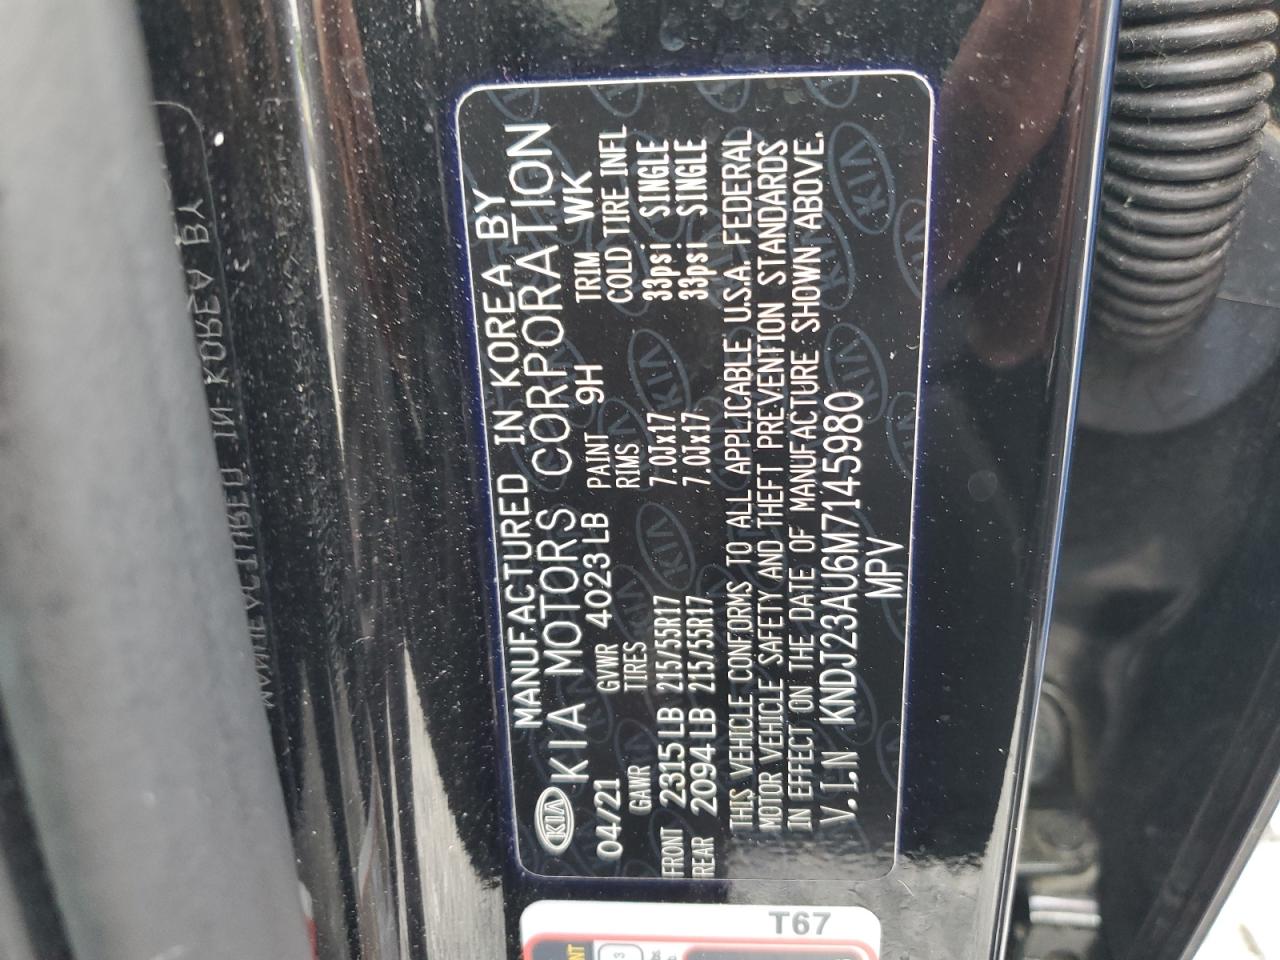 MANUFACTURED IN KOREA BY
KIA KIA MOTORS CORPORATION
04/21 GVWR 4023 LB PAINT 9H TRIM WK
GAWR TIRES RIMS COLD TIRE INFL
FRONT 2315 LB 215/55R17 7.0Jx17 33psi SINGLE
REAR 2094 LB 215/55R17 7.0Jx17 33psi SINGLE
THIS VEHICLE CONFORMS TO ALL APPLICABLE U.S.A. FEDERAL
MOTOR VEHICLE SAFETY AND THEFT PREVENTION STANDARDS
IN EFFECT ON THE DATE OF MANUFACTURE SHOWN ABOVE.
V.I.N KNDJ23AU6M7145980
MPV
T67